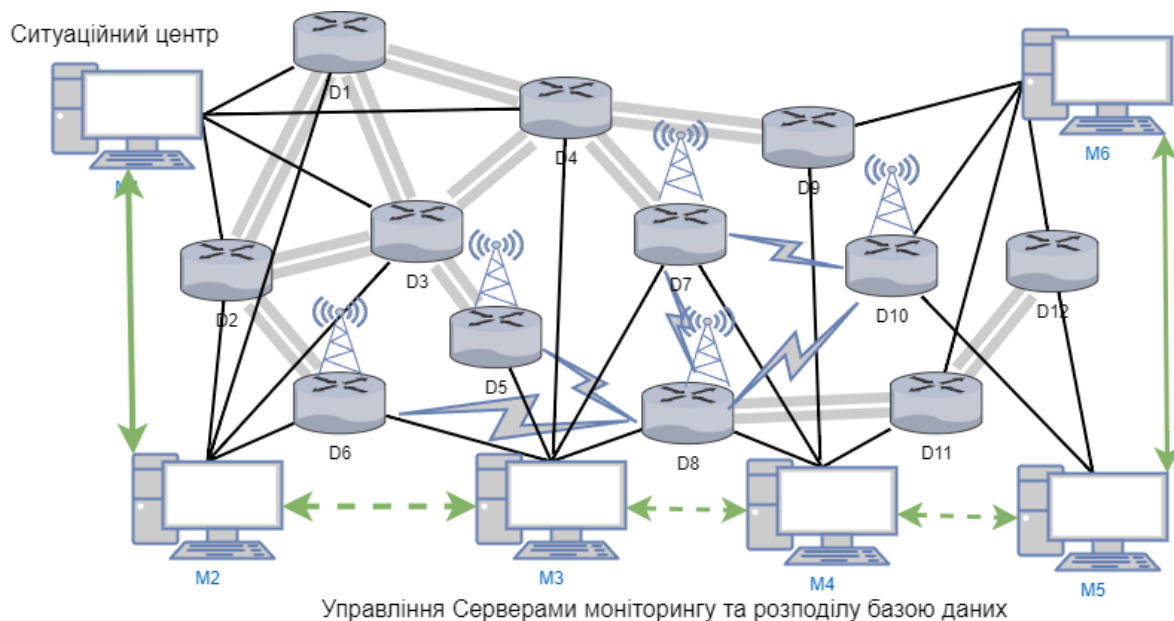 Ситуаційний центр
D1
D4
M6
D9
D3
D7
D2
D10
D12
D5
D6
D8
D11
M2
M3
M4
M5
Управління Серверами моніторингу та розподілу базою даних